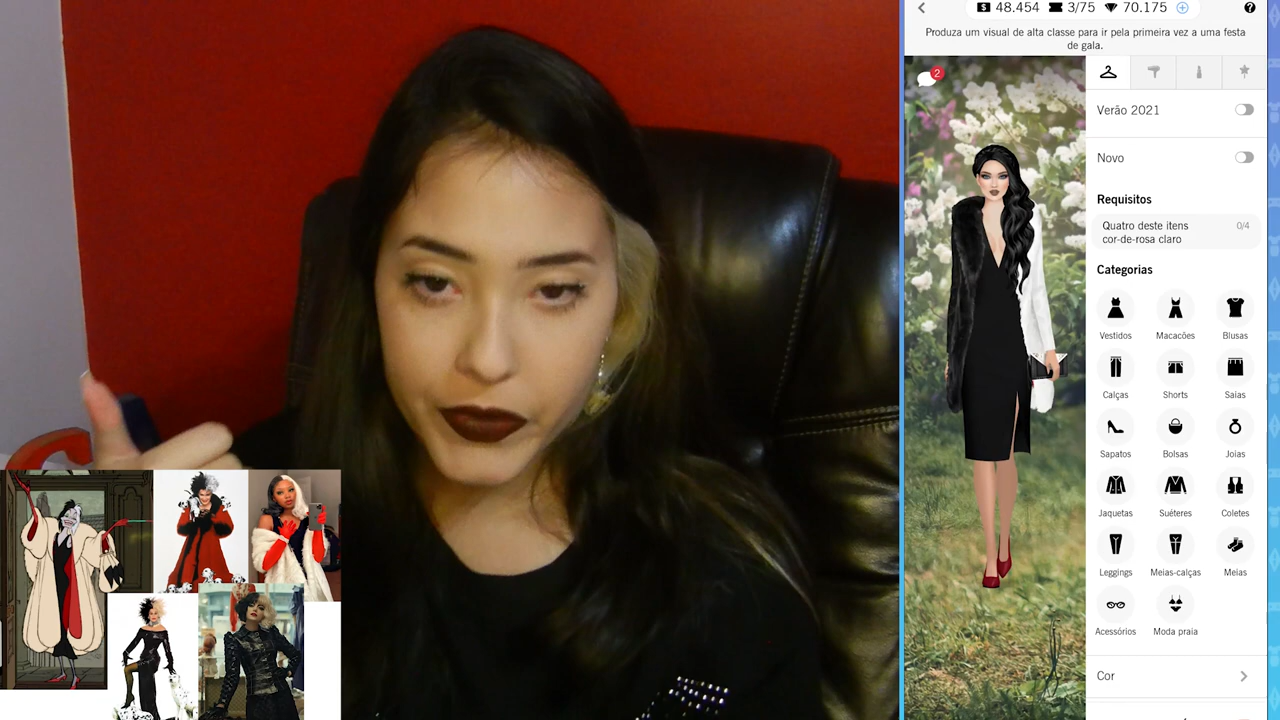 48.454 3/75 70.175
Produza um visual de alta classe para ir pela primeira vez a uma festa
de gala.
2
Verão 2021
Novo
Requisitos
Quatro deste itens 0/4
cor-de-rosa claro
Categorias
Vestidos Macacões Blusas
Calças Shorts Saias
Sapatos Bolsas Joias
Jaquetas Suéteres Coletes
Leggings Meias-calças Meias
Acessórios Moda praia
Cor